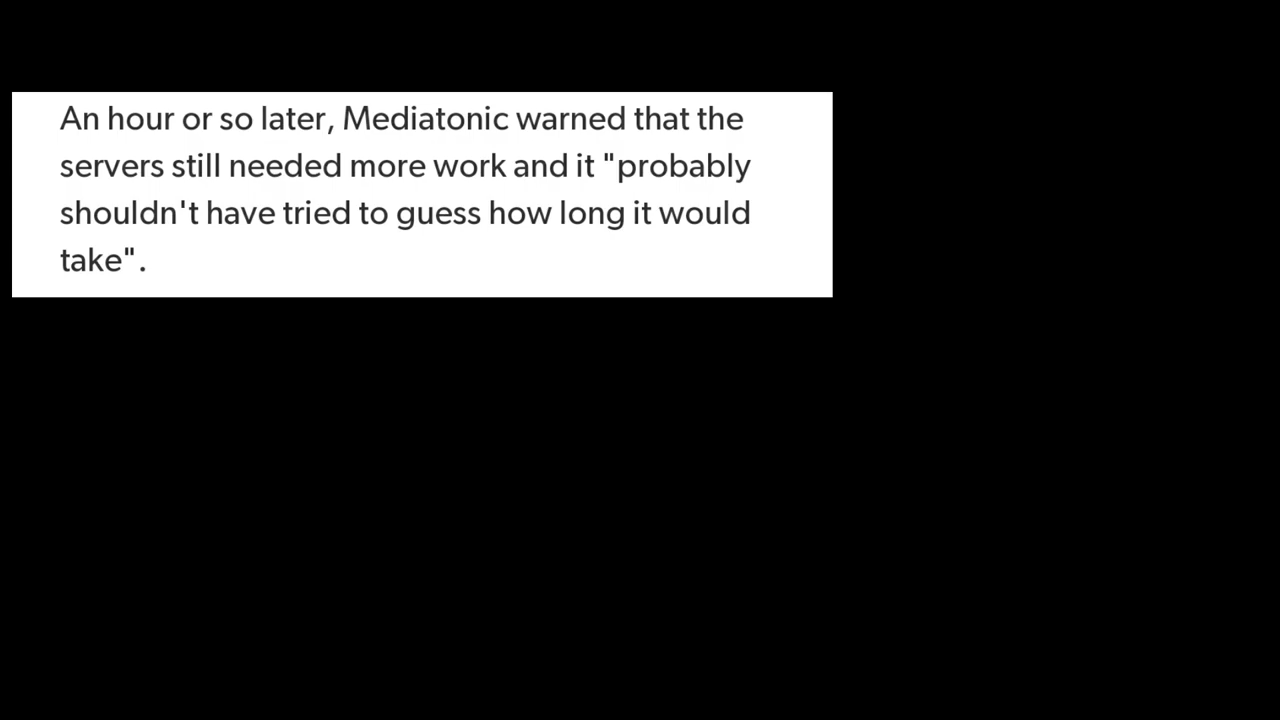 An hour or so later, Mediatonic warned that the
servers still needed more work and it "probably
shouldn't have tried to guess how long it would
take".